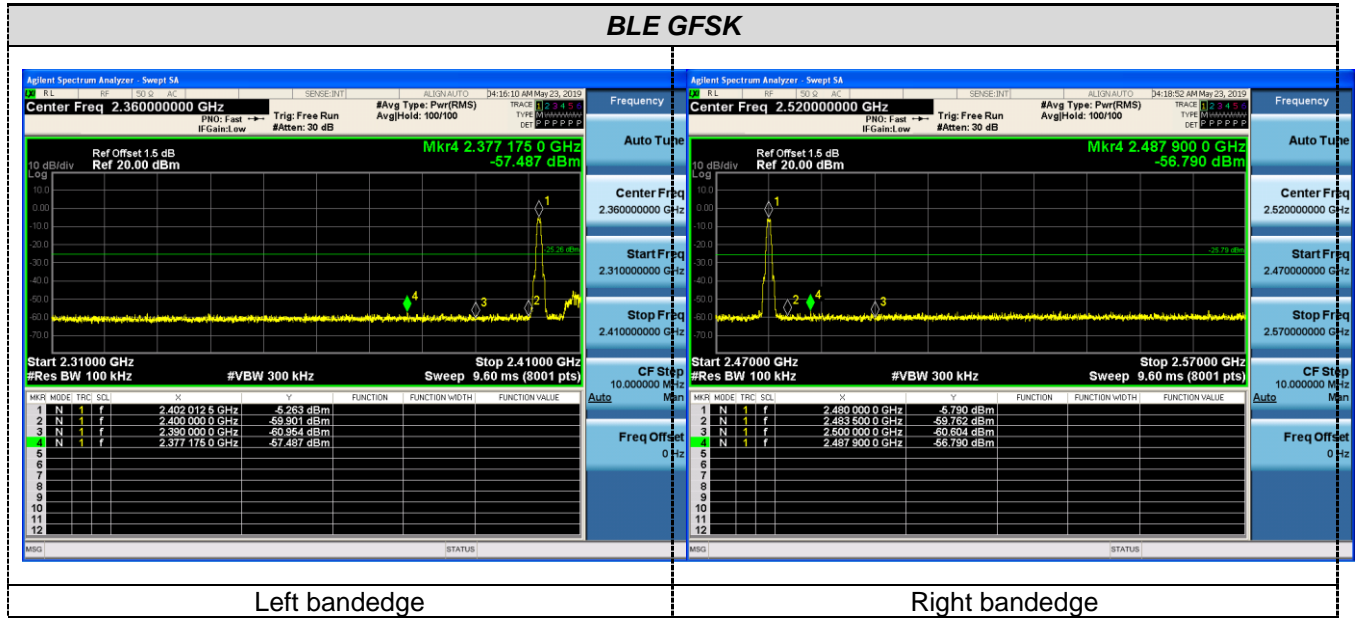 BLE GFSK
Agilent Spectrum Analyzer - Swept SA
RL RF 50 Ω AC SENSE:INT ALIGN AUTO 04:16:10 AM May 23, 2019
Center Freq 2.360000000 GHz
PNO: Fast
IFGain:Low
Trig: Free Run
#Atten: 30 dB
#Avg Type: Pwr(RMS)
Avg|Hold: 100/100
TRACE 1 2 3 4 5 6
TYPE M
DET P P P P P P
Mkr4 2.377 175 0 GHz
-57.487 dBm
Ref Offset 1.5 dB
10 dB/div Ref 20.00 dBm
Log
10.0
0.00
-10.0
-20.0
-30.0
-40.0
-50.0
-60.0
-70.0
1
-25.26 dBm
4
3
2
Start 2.31000 GHz Stop 2.41000 GHz
#Res BW 100 kHz #VBW 300 kHz Sweep 9.60 ms (8001 pts)
MKR MODE TRC SCL X Y FUNCTION FUNCTION WIDTH FUNCTION VALUE
1 N 1 f 2.402 012 5 GHz -5.263 dBm
2 N 1 f 2.400 000 0 GHz -59.901 dBm
3 N 1 f 2.390 000 0 GHz -60.954 dBm
4 N 1 f 2.377 175 0 GHz -57.487 dBm
5
6
7
8
9
10
11
12
MSG STATUS
Frequency
Auto Tune
Center Freq
2.360000000 GHz
Start Freq
2.310000000 GHz
Stop Freq
2.410000000 GHz
CF Step
10.000000 MHz
Auto Man
Freq Offset
0 Hz
Agilent Spectrum Analyzer - Swept SA
RL RF 50 Ω AC SENSE:INT ALIGN AUTO 04:18:52 AM May 23, 2019
Center Freq 2.520000000 GHz
PNO: Fast
IFGain:Low
Trig: Free Run
#Atten: 30 dB
#Avg Type: Pwr(RMS)
Avg|Hold: 100/100
TRACE 1 2 3 4 5 6
TYPE M
DET P P P P P P
Mkr4 2.487 900 0 GHz
-56.790 dBm
Ref Offset 1.5 dB
10 dB/div Ref 20.00 dBm
Log
10.0
0.00
-10.0
-20.0
-30.0
-40.0
-50.0
-60.0
-70.0
1
-25.79 dBm
2
4
3
Start 2.47000 GHz Stop 2.57000 GHz
#Res BW 100 kHz #VBW 300 kHz Sweep 9.60 ms (8001 pts)
MKR MODE TRC SCL X Y FUNCTION FUNCTION WIDTH FUNCTION VALUE
1 N 1 f 2.480 000 0 GHz -5.790 dBm
2 N 1 f 2.483 500 0 GHz -59.762 dBm
3 N 1 f 2.500 000 0 GHz -60.604 dBm
4 N 1 f 2.487 900 0 GHz -56.790 dBm
5
6
7
8
9
10
11
12
MSG STATUS
Frequency
Auto Tune
Center Freq
2.520000000 GHz
Start Freq
2.470000000 GHz
Stop Freq
2.570000000 GHz
CF Step
10.000000 MHz
Auto Man
Freq Offset
0 Hz
Left bandedge
Right bandedge